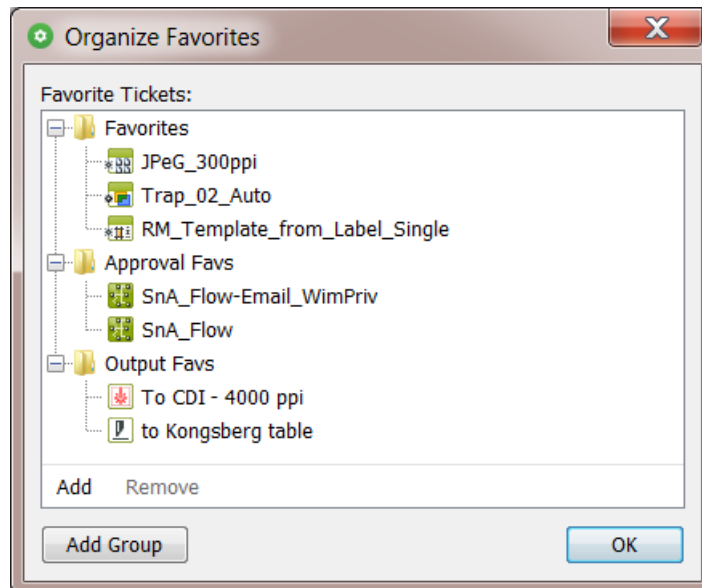 Organize Favorites
Favorite Tickets:
Favorites
JPeG_300ppi
Trap_02_Auto
RM_Template_from_Label_Single
Approval Favs
SnA_Flow-Email_WimPriv
SnA_Flow
Output Favs
To CDI - 4000 ppi
to Kongsberg table
Add Remove
Add Group OK